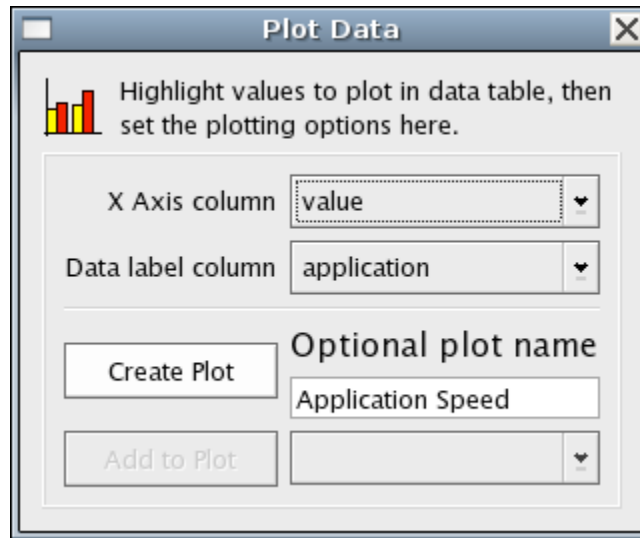 Plot Data
Highlight values to plot in data table, then
set the plotting options here.
X Axis column value
Data label column application
Optional plot name
Create Plot
Application Speed
Add to Plot